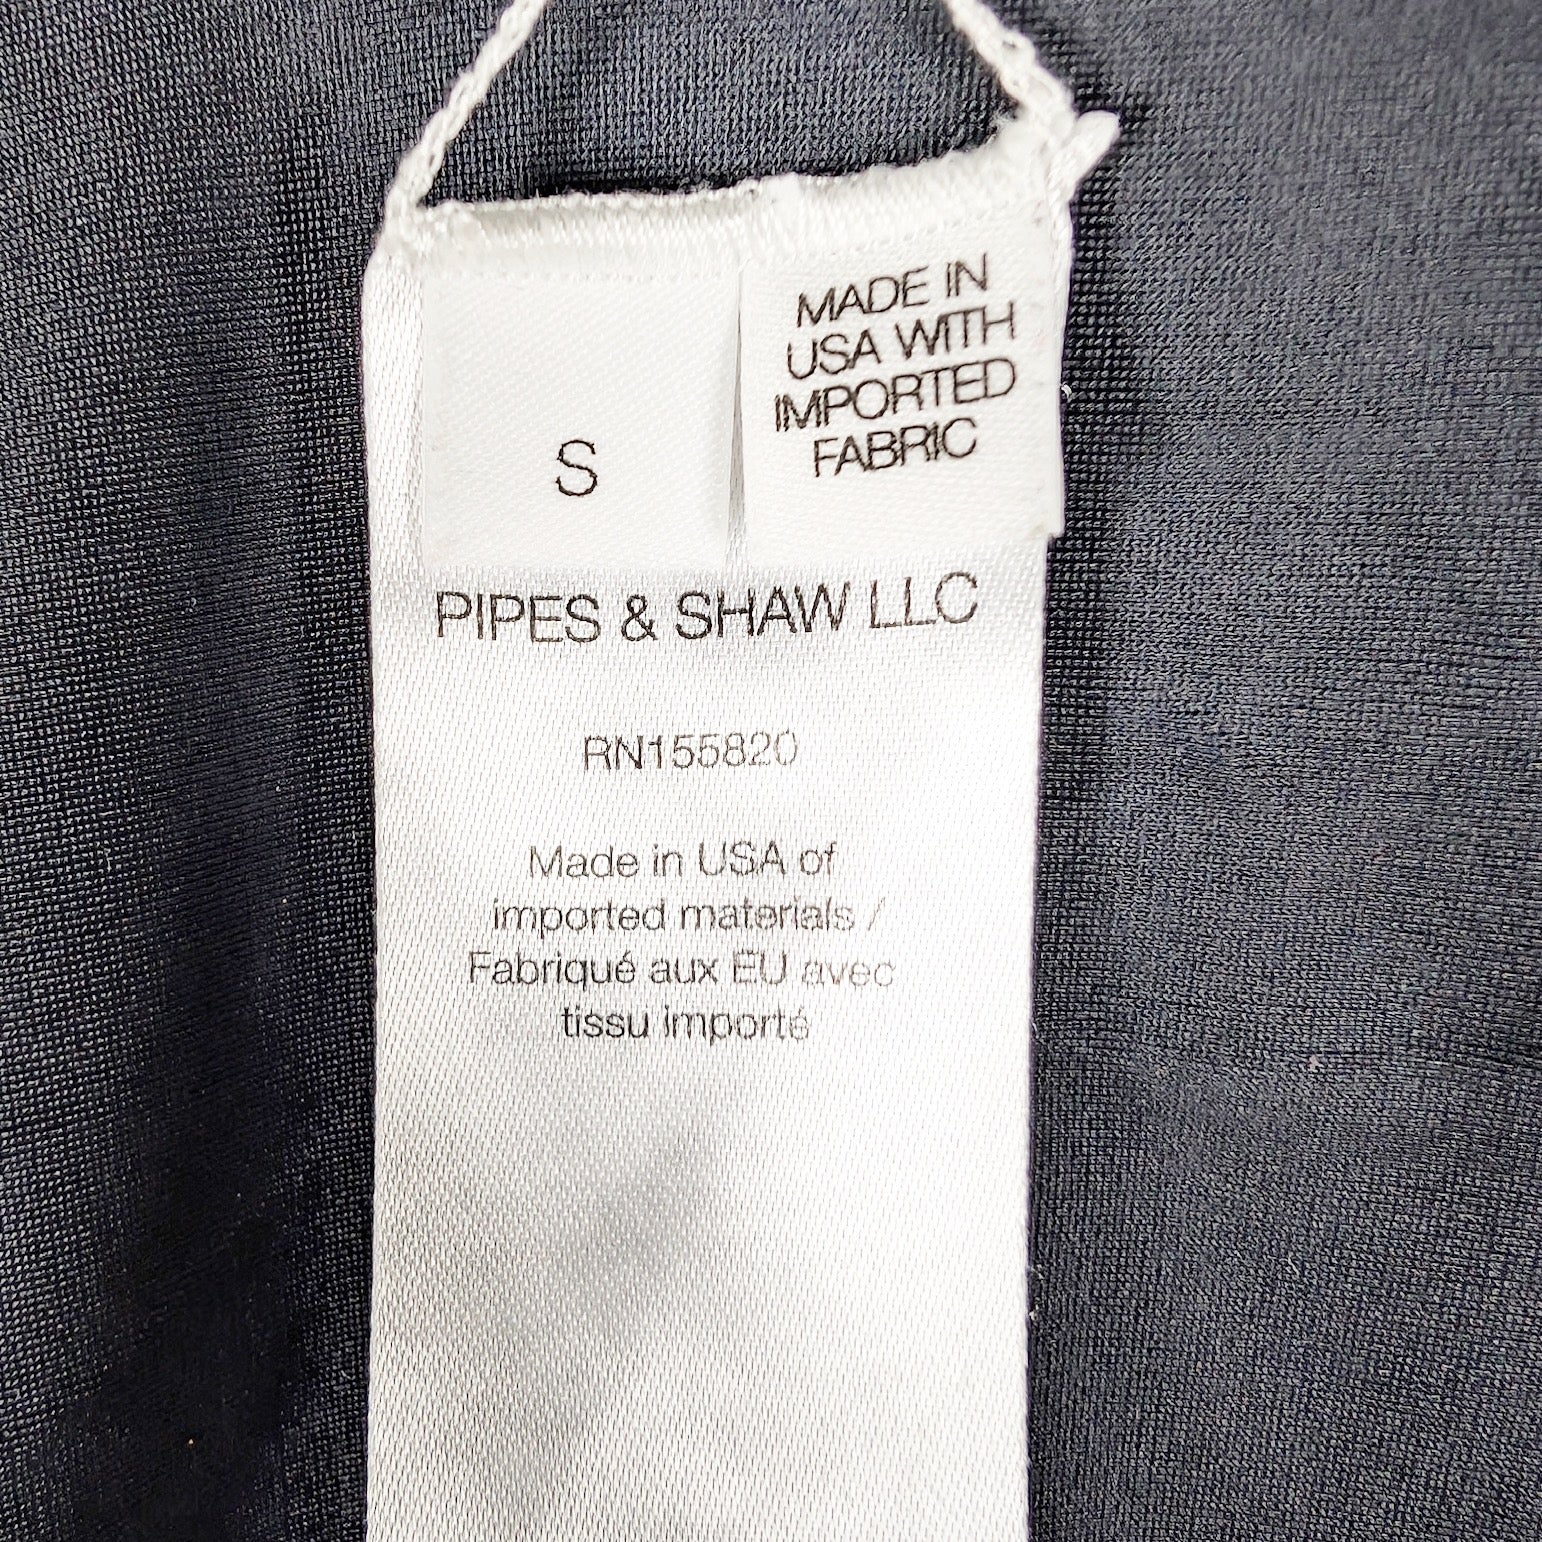 S
MADE IN
USA WITH
IMPORTED
FABRIC
PIPES & SHAW LLC
RN155820
Made in USA of
imported materials /
Fabriqué aux EU avec
tissu importé